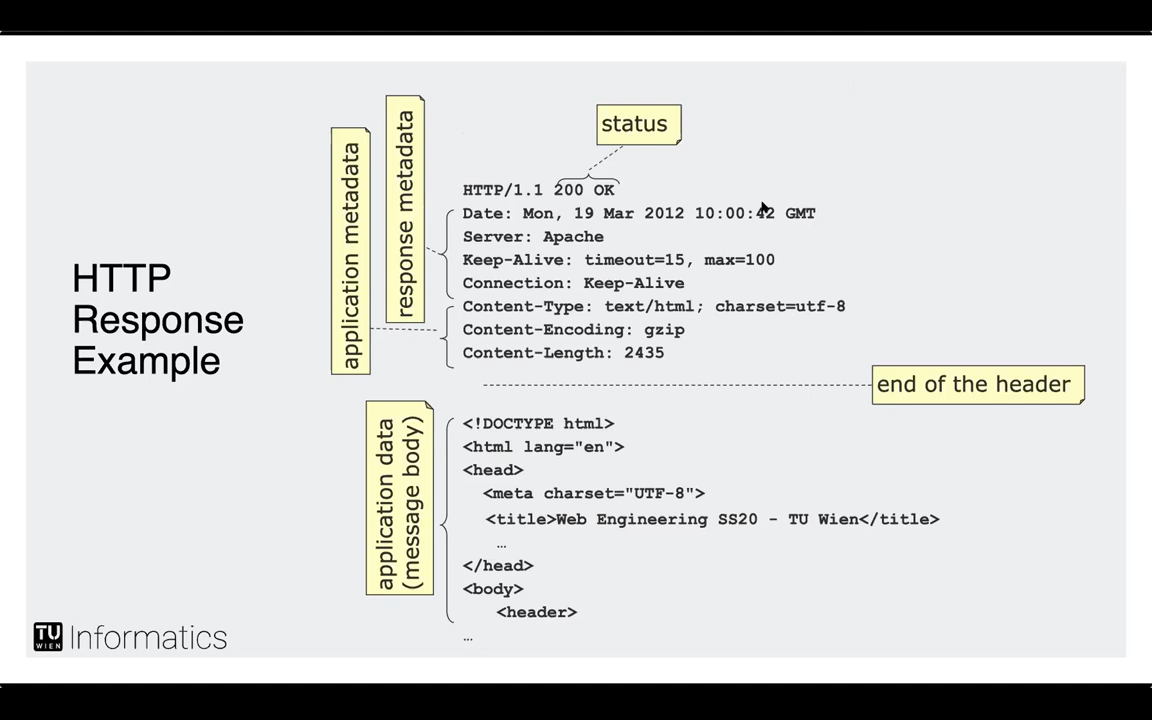 HTTP
Response
Example
application metadata
response metadata
status
HTTP/1.1 200 OK
Date: Mon, 19 Mar 2012 10:00:42 GMT
Server: Apache
Keep-Alive: timeout=15, max=100
Connection: Keep-Alive
Content-Type: text/html; charset=utf-8
Content-Encoding: gzip
Content-Length: 2435
end of the header
application data
(message body)
<!DOCTYPE html>
<html lang="en">
<head>
<meta charset="UTF-8">
<title>Web Engineering SS20 - TU Wien</title>
…
</head>
<body>
<header>
…
TU
WIEN
Informatics